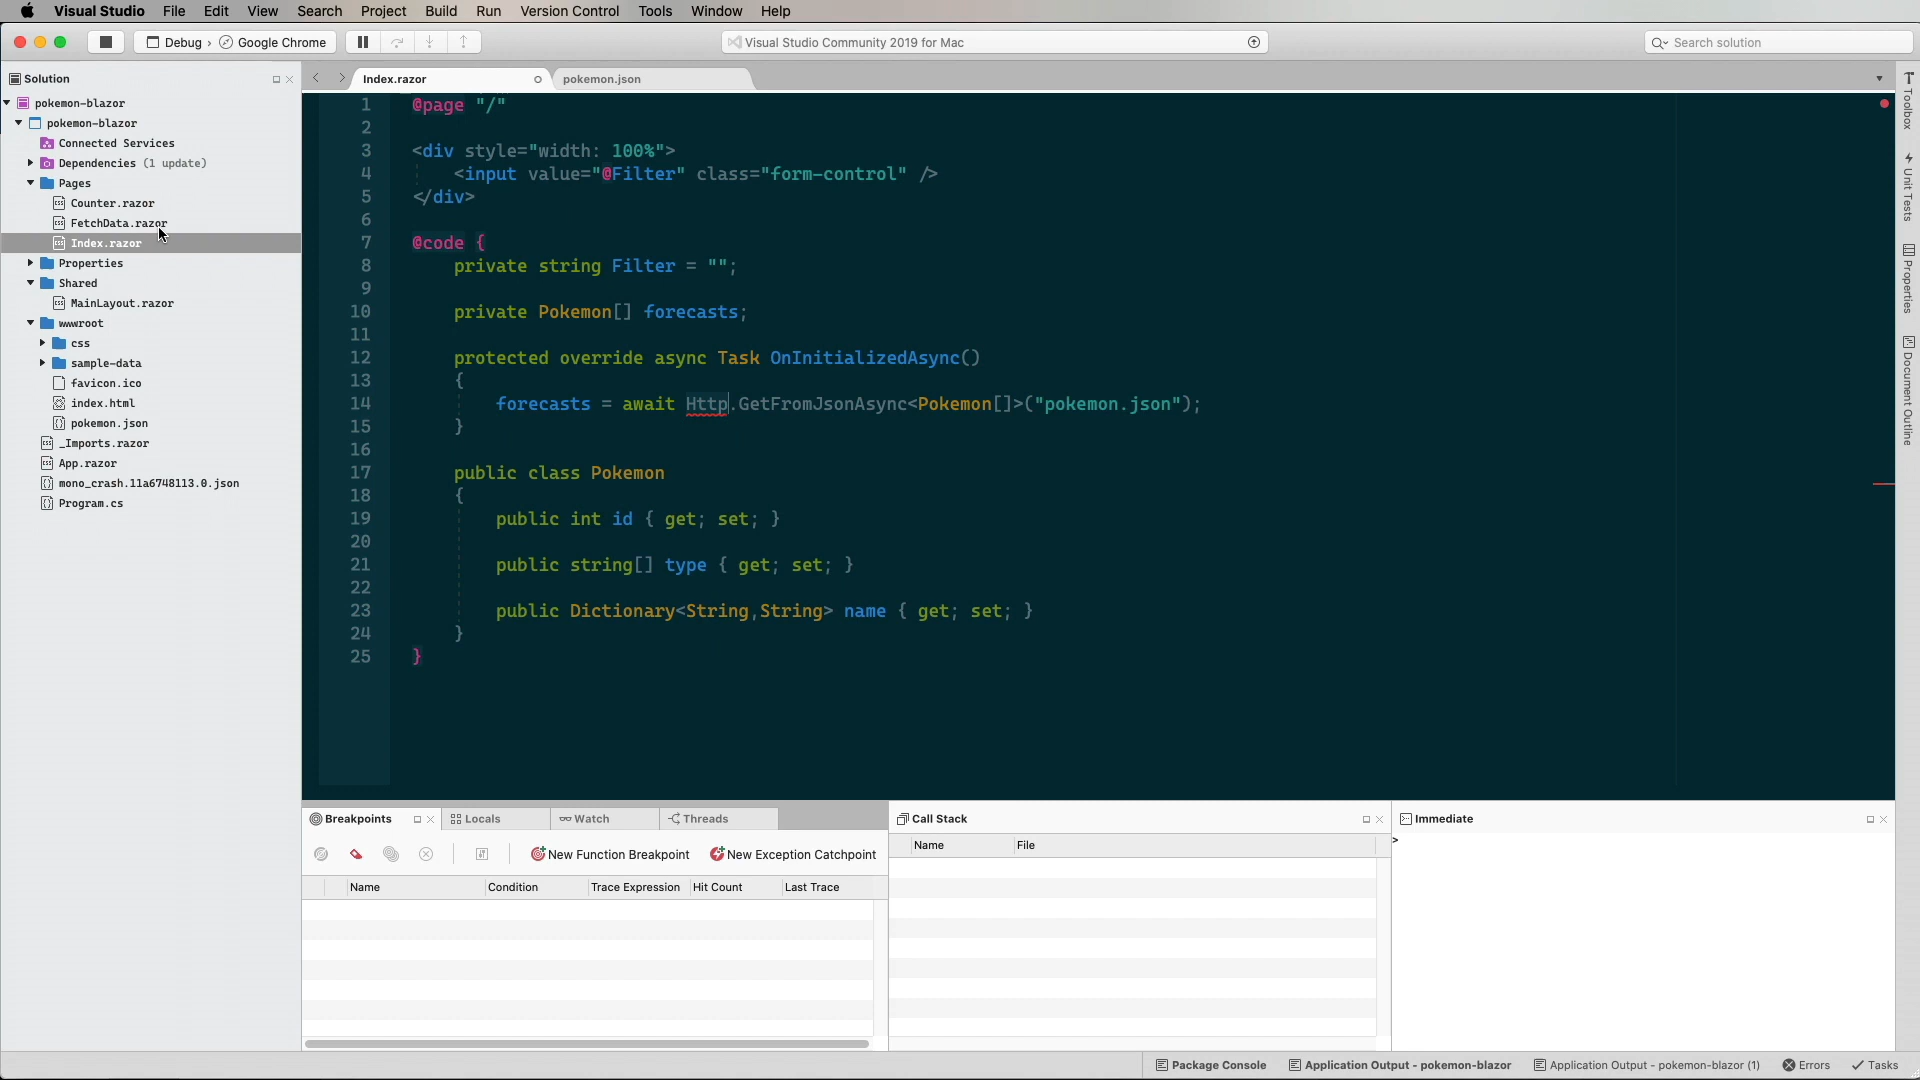 Visual Studio File Edit View Search Project Build Run Version Control Tools Window Help
Debug › Google Chrome
Visual Studio Community 2019 for Mac
Search solution
Solution
Index.razor
pokemon.json
pokemon-blazor
pokemon-blazor
Connected Services
Dependencies (1 update)
Pages
Counter.razor
FetchData.razor
Index.razor
Properties
Shared
MainLayout.razor
wwwroot
css
sample-data
favicon.ico
index.html
pokemon.json
_Imports.razor
App.razor
mono_crash.11a6748113.0.json
Program.cs
1 @page "/"
2
3 <div style="width: 100%">
4 <input value="@Filter" class="form-control" />
5 </div>
6
7 @code {
8 private string Filter = "";
9
10 private Pokemon[] forecasts;
11
12 protected override async Task OnInitializedAsync()
13 {
14 forecasts = await Http.GetFromJsonAsync<Pokemon[]>("pokemon.json");
15 }
16
17 public class Pokemon
18 {
19 public int id { get; set; }
20
21 public string[] type { get; set; }
22
23 public Dictionary<String,String> name { get; set; }
24 }
25 }
Toolbox
Unit Tests
Properties
Document Outline
Breakpoints
Locals
Watch
Threads
New Function Breakpoint
New Exception Catchpoint
Name Condition Trace Expression Hit Count Last Trace
Call Stack
Name File
Immediate
>
Package Console
Application Output - pokemon-blazor
Application Output - pokemon-blazor (1)
Errors
Tasks